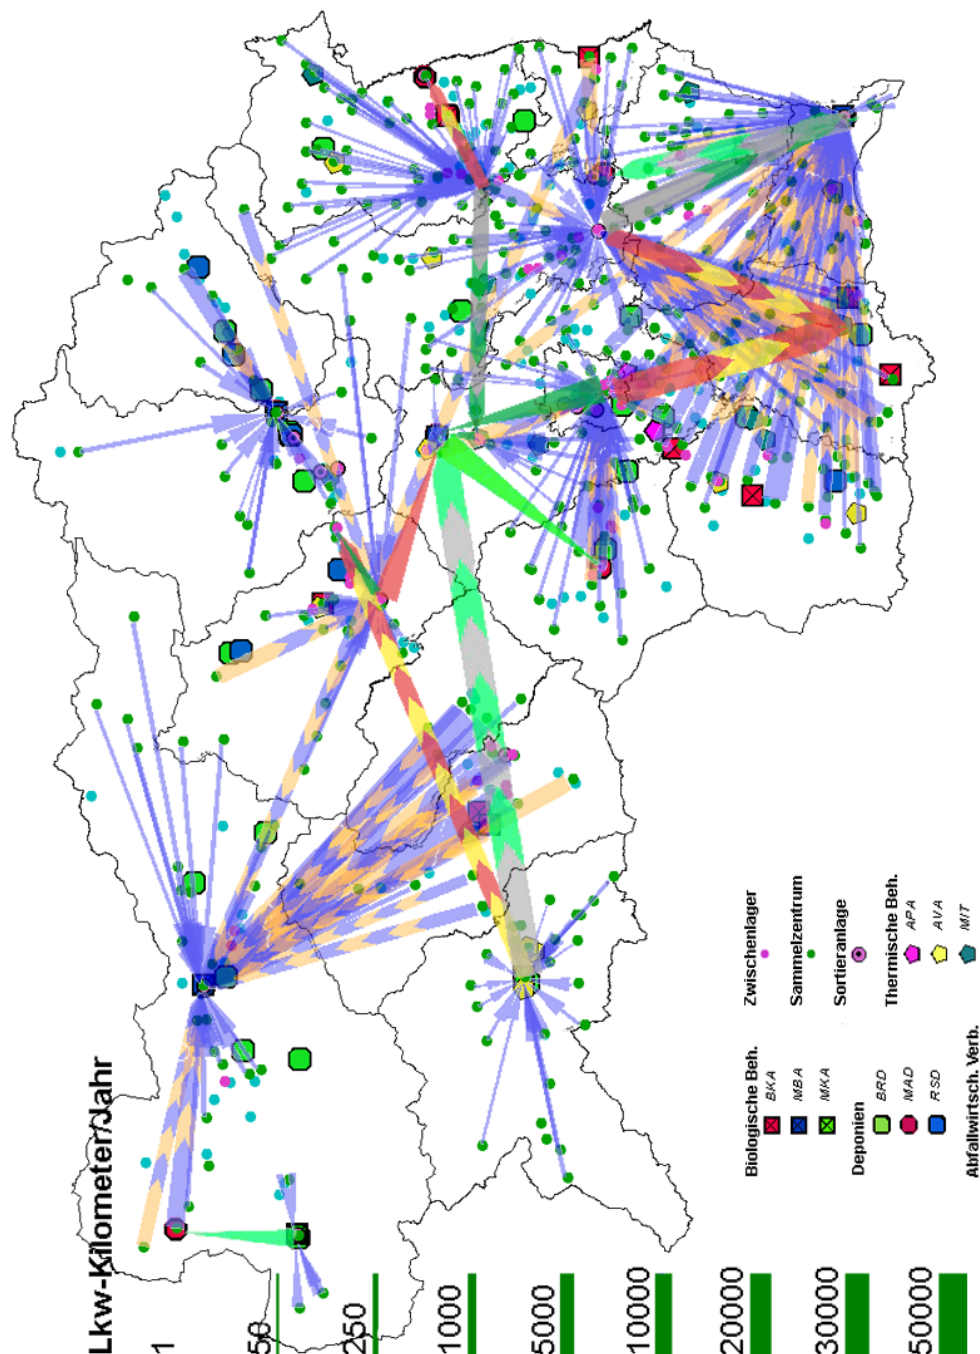 Lkw-Kilometer/Jahr
1
50
250
1000
5000
10000
20000
30000
50000
Biologische Beh.
BKA
MBA
MKA
Deponien
BRD
MAD
RSD
Abfallwirtsch. Verb.
Zwischenlager
Sammelzentrum
Sortieranlage
Thermische Beh.
APA
AVA
MIT